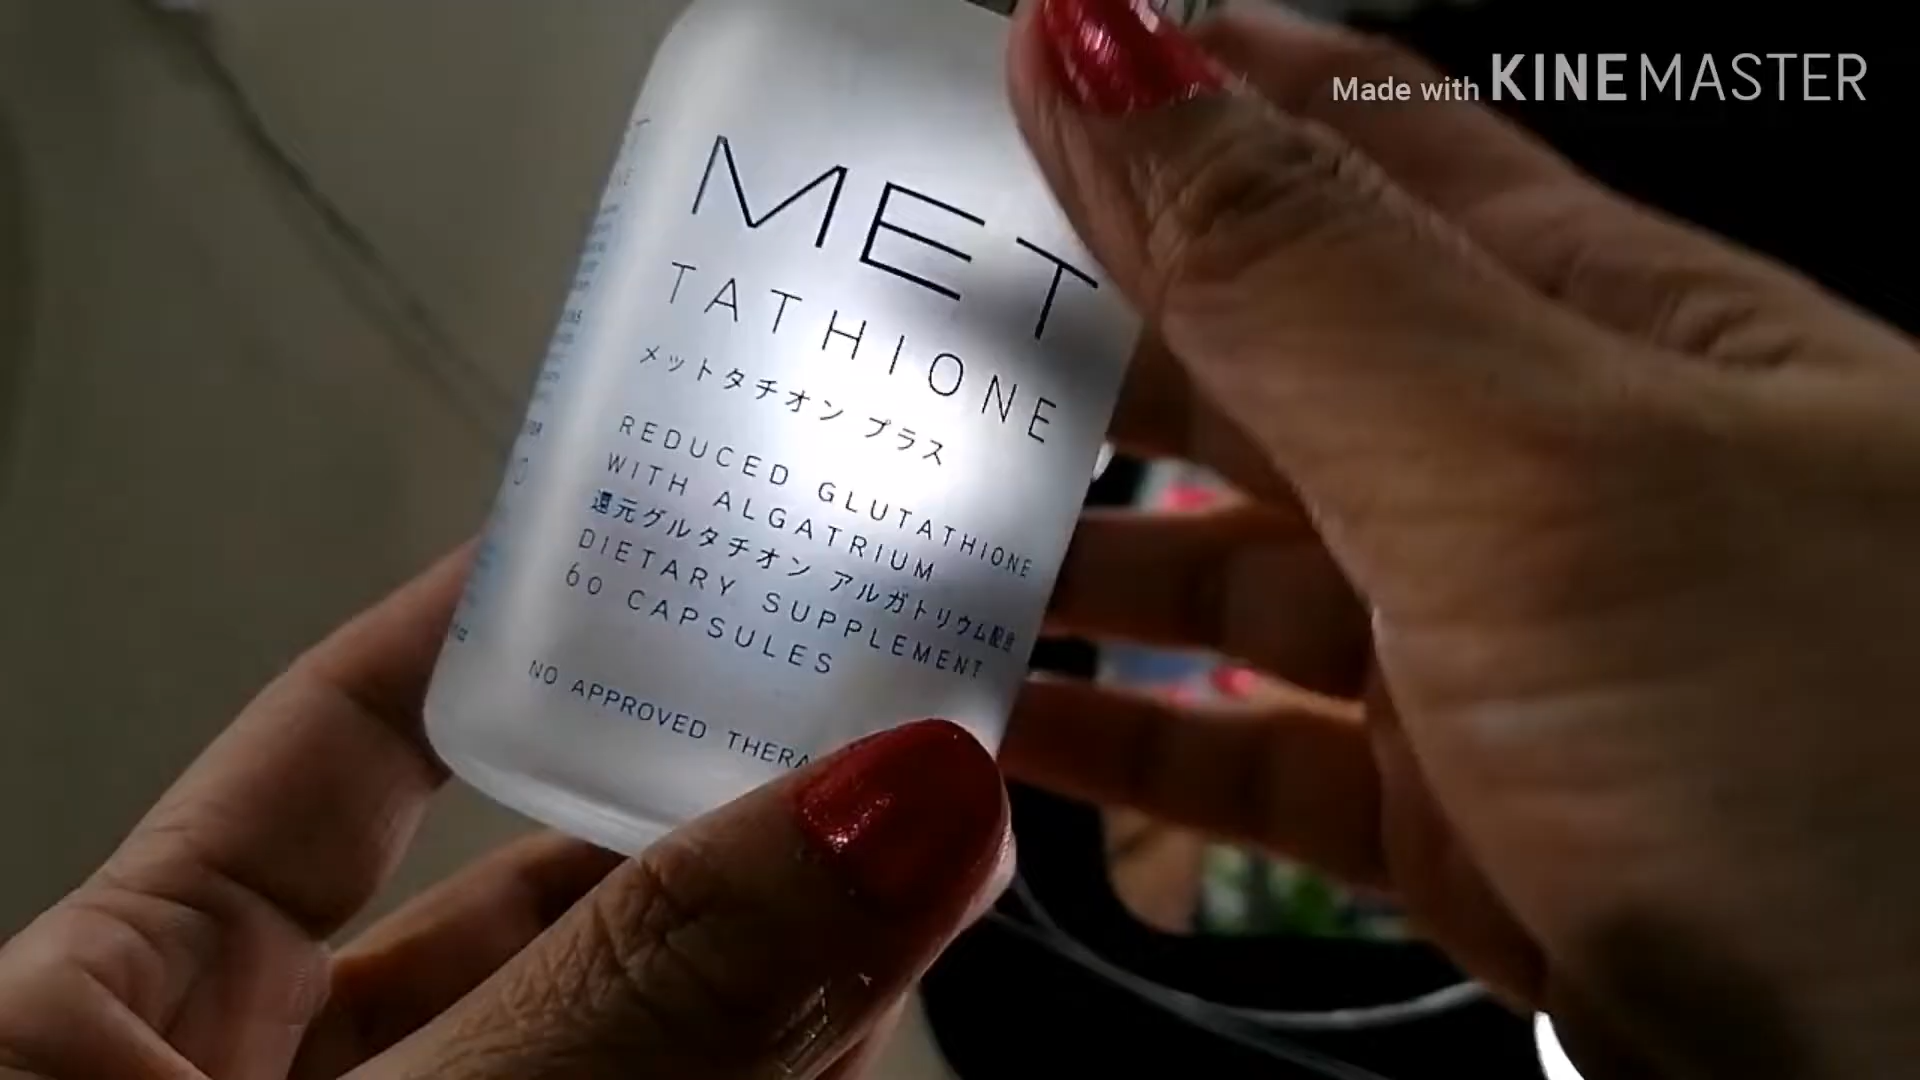 Made with KINEMASTER
MET
TATHIONE
メットタチオン プラス
REDUCED GLUTATHIONE
WITH ALGATRIUM
還元グルタチオン アルガトリウム配合
DIETARY SUPPLEMENT
60 CAPSULES
NO APPROVED